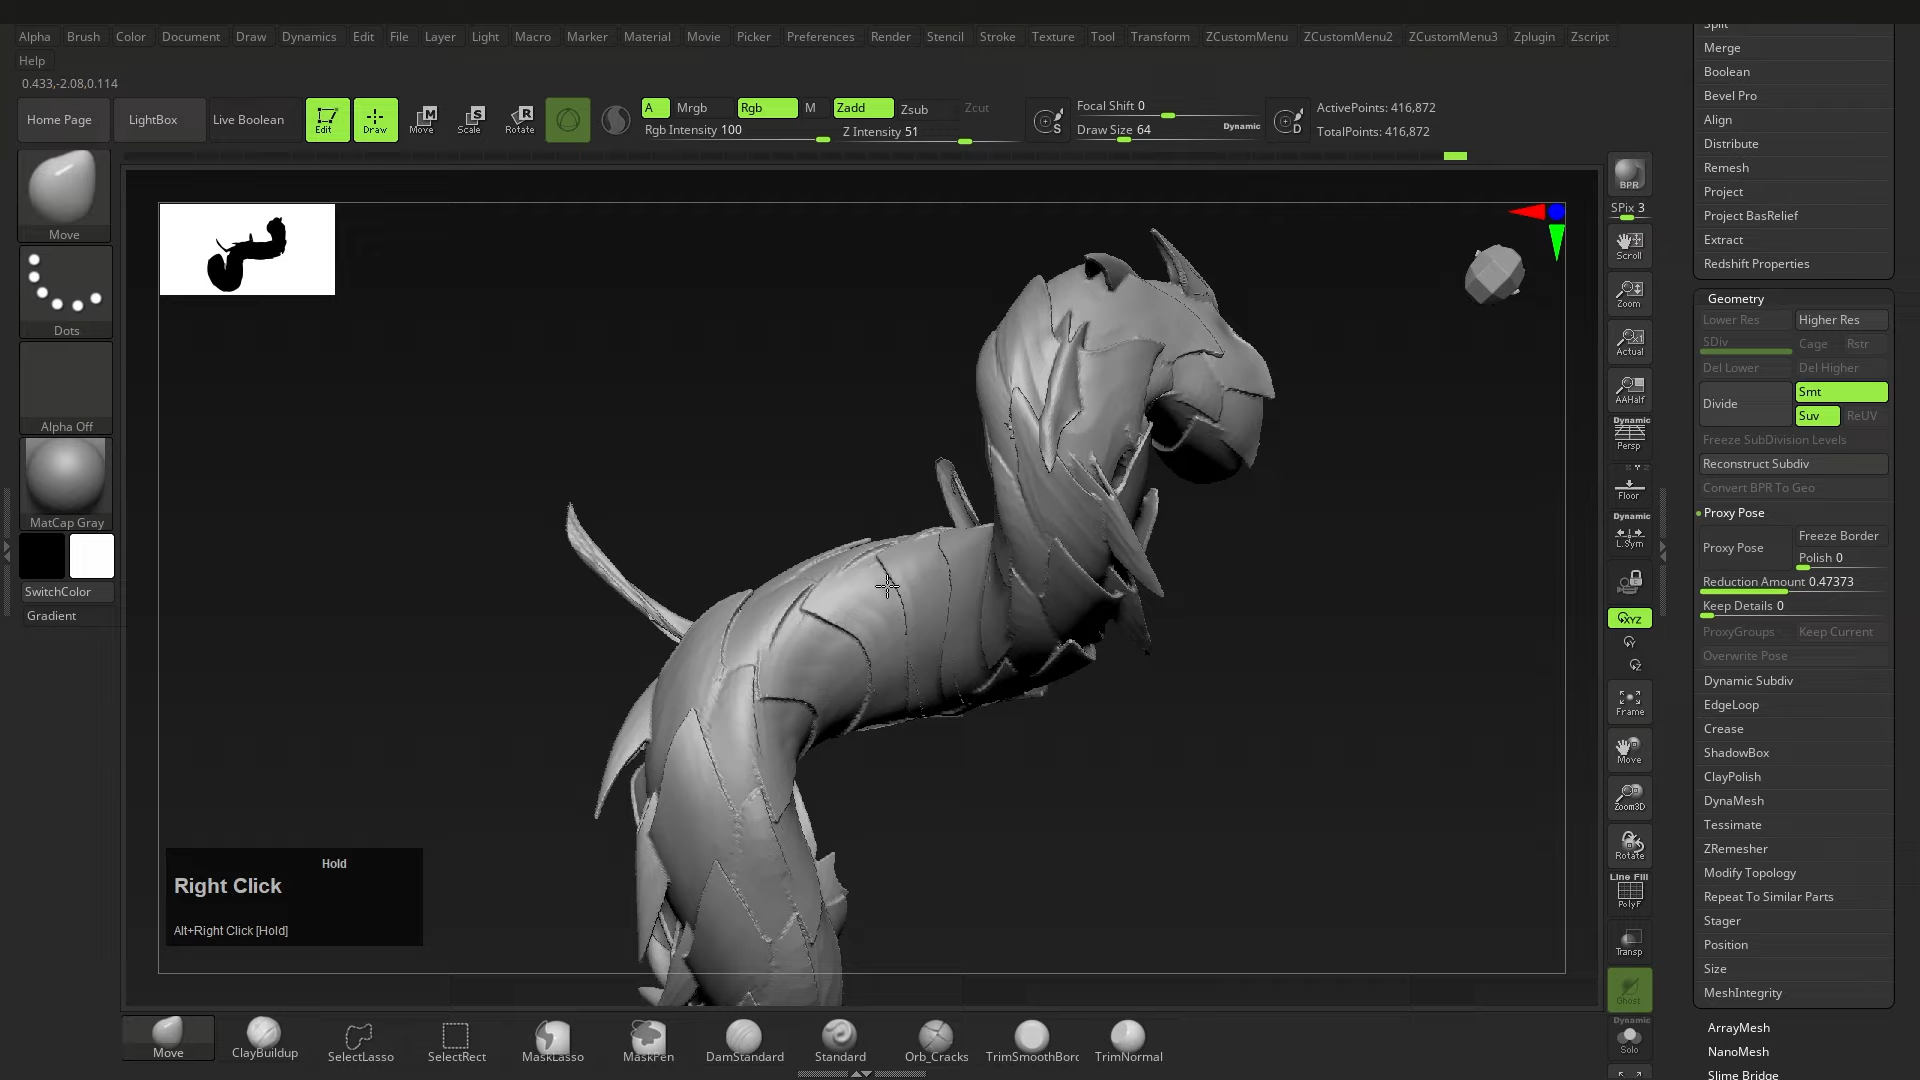 Alpha Brush Color Document Draw Dynamics Edit File Layer Light Macro Marker Material Movie Picker Preferences Render Stencil Stroke Texture Tool Transform ZCustomMenu ZCustomMenu2 ZCustomMenu3 Zplugin Zscript
Help
0.433,-2.08,0.114
Home Page LightBox Live Boolean Edit Draw Move Scale Rotate
A Mrgb Rgb M Zadd Zsub Zcut
Rgb Intensity 100 Z Intensity 51
Focal Shift 0
Draw Size 64 Dynamic
ActivePoints: 416,872
TotalPoints: 416,872
Move
Dots
Alpha Off
MatCap Gray
SwitchColor
Gradient
Hold
Right Click
Alt+Right Click [Hold]
Move ClayBuildup SelectLasso SelectRect MaskLasso MaskPen DamStandard Standard Orb_Cracks TrimSmoothBorc TrimNormal
BPR
SPix 3
Scroll
Zoom
Actual
AAHalf
Dynamic
Persp
Floor
Dynamic
L.Sym
XYZ
Frame
Move
Zoom3D
Rotate
Line Fill
PolyF
Transp
Ghost
Dynamic
Solo
Split
Merge
Boolean
Bevel Pro
Align
Distribute
Remesh
Project
Project BasRelief
Extract
Redshift Properties
Geometry
Lower Res Higher Res
SDiv Cage Rstr
Del Lower Del Higher
Divide Smt
Suv ReUV
Freeze SubDivision Levels
Reconstruct Subdiv
Convert BPR To Geo
Proxy Pose
Proxy Pose Freeze Border
Polish 0
Reduction Amount 0.47373
Keep Details 0
ProxyGroups Keep Current
Overwrite Pose
Dynamic Subdiv
EdgeLoop
Crease
ShadowBox
ClayPolish
DynaMesh
Tessimate
ZRemesher
Modify Topology
Repeat To Similar Parts
Stager
Position
Size
MeshIntegrity
ArrayMesh
NanoMesh
Slime Bridge